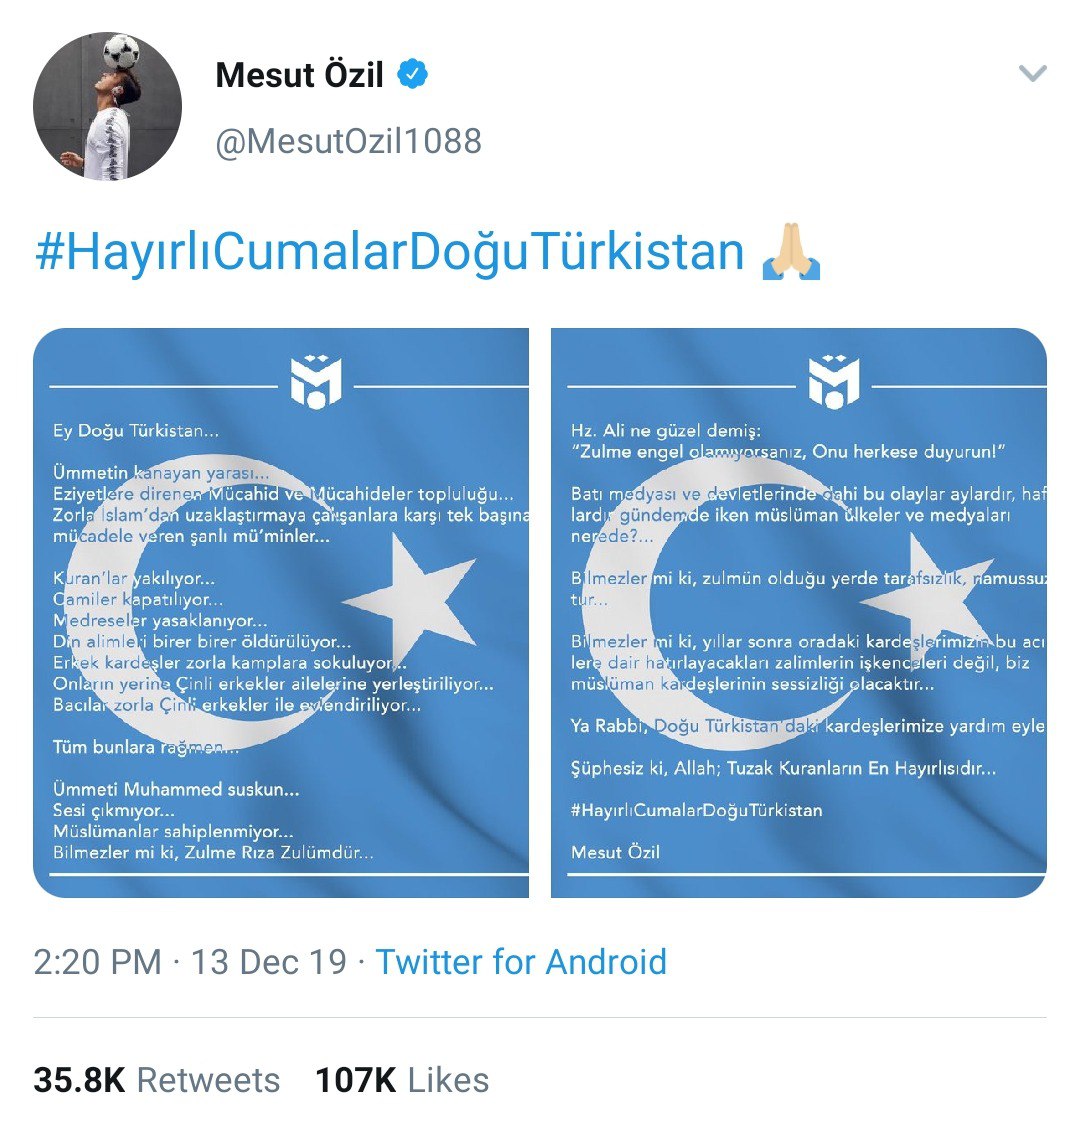 Mesut Özil
@MesutOzil1088
#HayırlıCumalarDoğuTürkistan 🙏🏼
Ey Doğu Türkistan...
Ümmetin kanayan yarası...
Eziyetlere direnen Mücahid ve Mücahideler topluluğu...
Zorla İslam'dan uzaklaştırmaya çalışanlara karşı tek başına
mücadele veren şanlı mü'minler...
Kuran'lar yakılıyor...
Camiler kapatılıyor...
Medreseler yasaklanıyor...
Din alimleri birer birer öldürülüyor...
Erkek kardeşler zorla kamplara sokuluyor...
Onların yerine Çinli erkekler ailelerine yerleştiriliyor...
Bacılar zorla Çinli erkekler ile evlendiriliyor...
Tüm bunlara rağmen...
Ümmeti Muhammed suskun...
Sesi çıkmıyor...
Müslümanlar sahiplenmiyor...
Bilmezler mi ki, Zulme Rıza Zulümdür...
Hz. Ali ne güzel demiş:
“Zulme engel olamıyorsanız, Onu herkese duyurun!”
Batı medyası ve devletlerinde dahi bu olaylar aylardır, haf
lardır gündemde iken müslüman ülkeler ve medyaları
nerede?...
Bilmezler mi ki, zulmün olduğu yerde tarafsızlık, namussuz
tur...
Bilmezler mi ki, yıllar sonra oradaki kardeşlerimizin bu acı
lere dair hatırlayacakları zalimlerin işkenceleri değil, biz
müslüman kardeşlerinin sessizliği olacaktır...
Ya Rabbi, Doğu Türkistan'daki kardeşlerimize yardım eyle
Şüphesiz ki, Allah; Tuzak Kuranların En Hayırlısıdır...
#HayırlıCumalarDoğuTürkistan
Mesut Özil
2:20 PM · 13 Dec 19 · Twitter for Android
35.8K Retweets 107K Likes